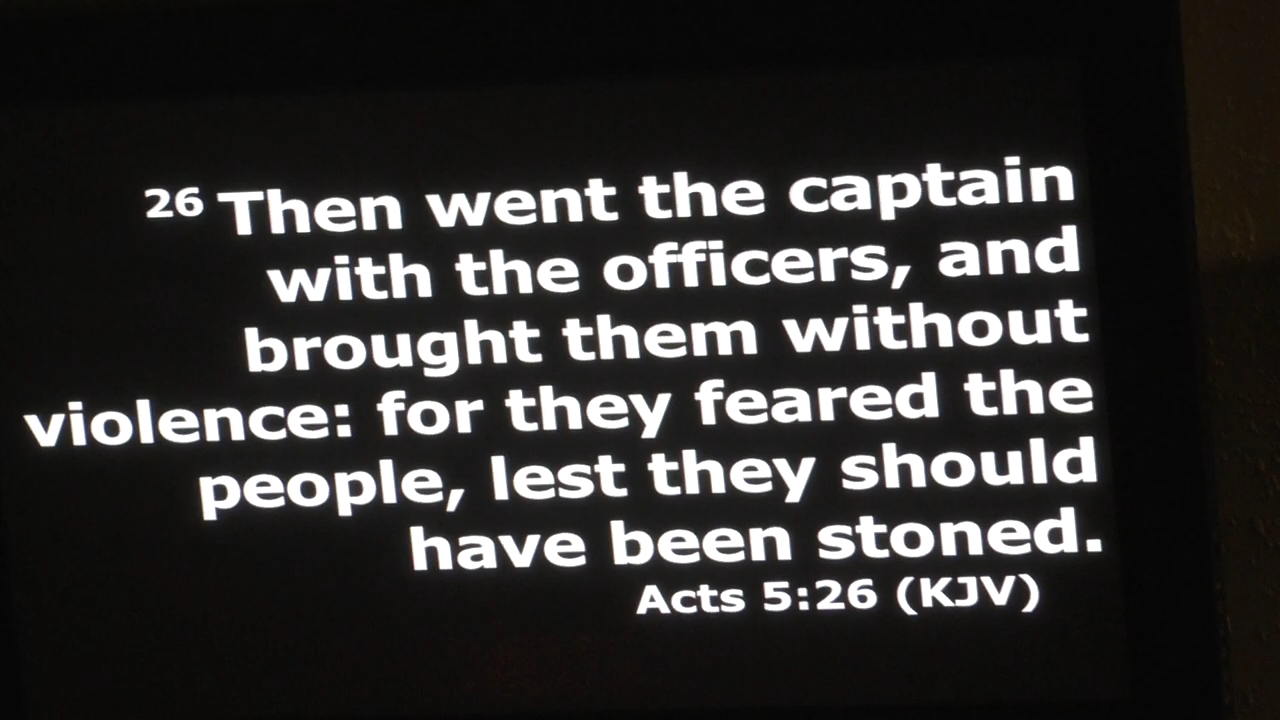 26 Then went the captain
with the officers, and
brought them without
violence: for they feared the
people, lest they should
have been stoned.
Acts 5:26 (KJV)